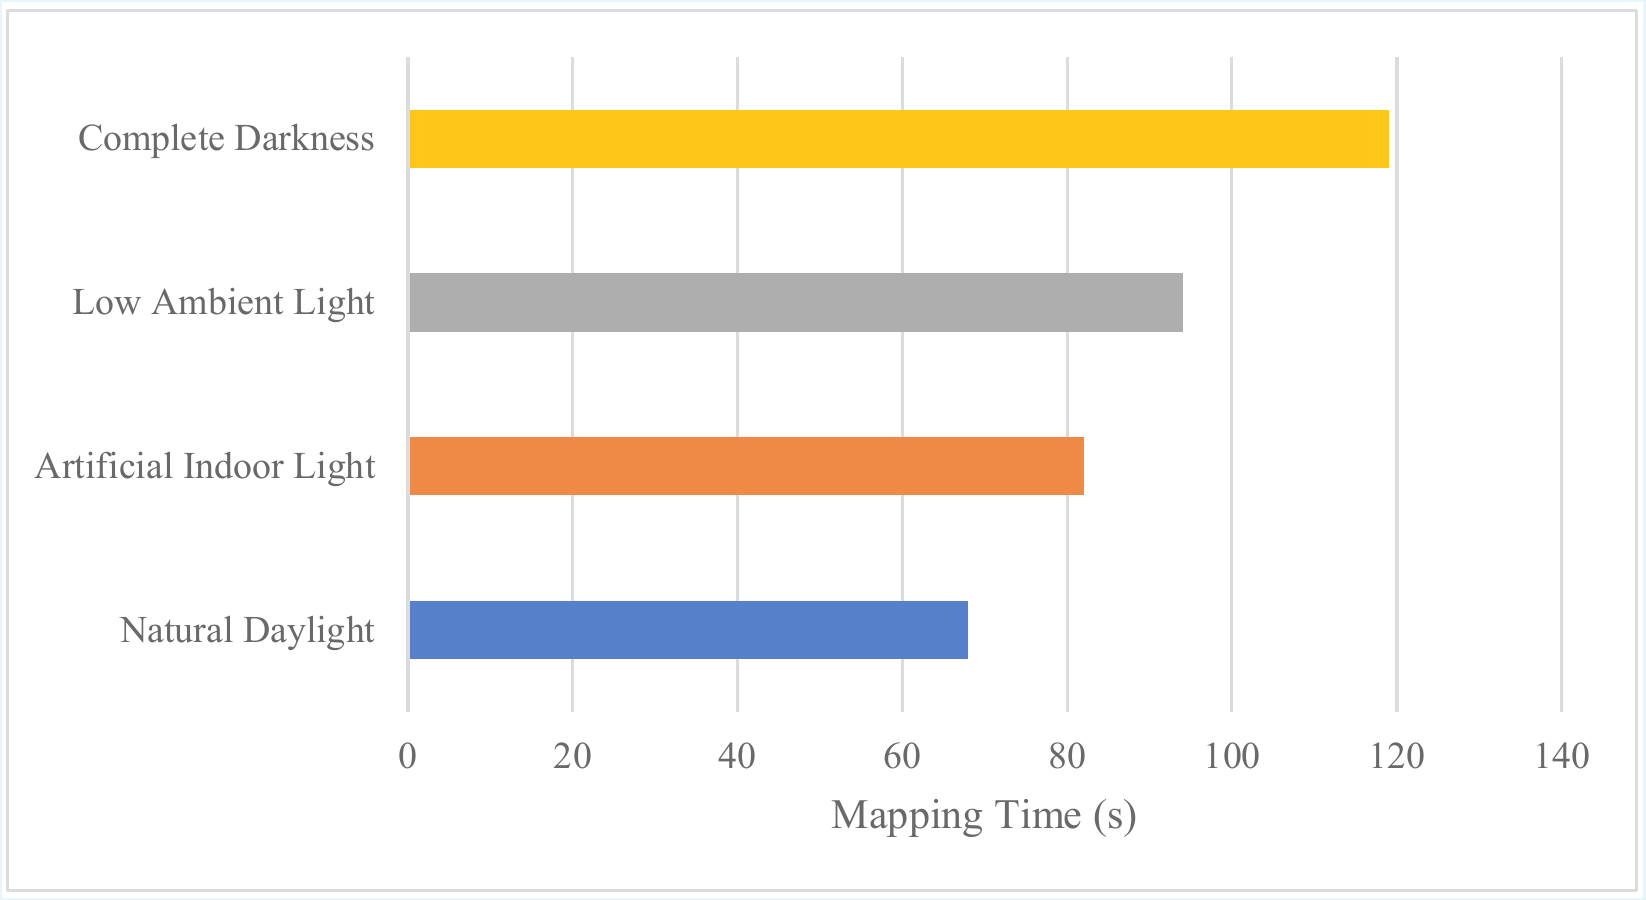 Complete Darkness
Low Ambient Light
Artificial Indoor Light
Natural Daylight
0 20 40 60 80 100 120 140
Mapping Time (s)